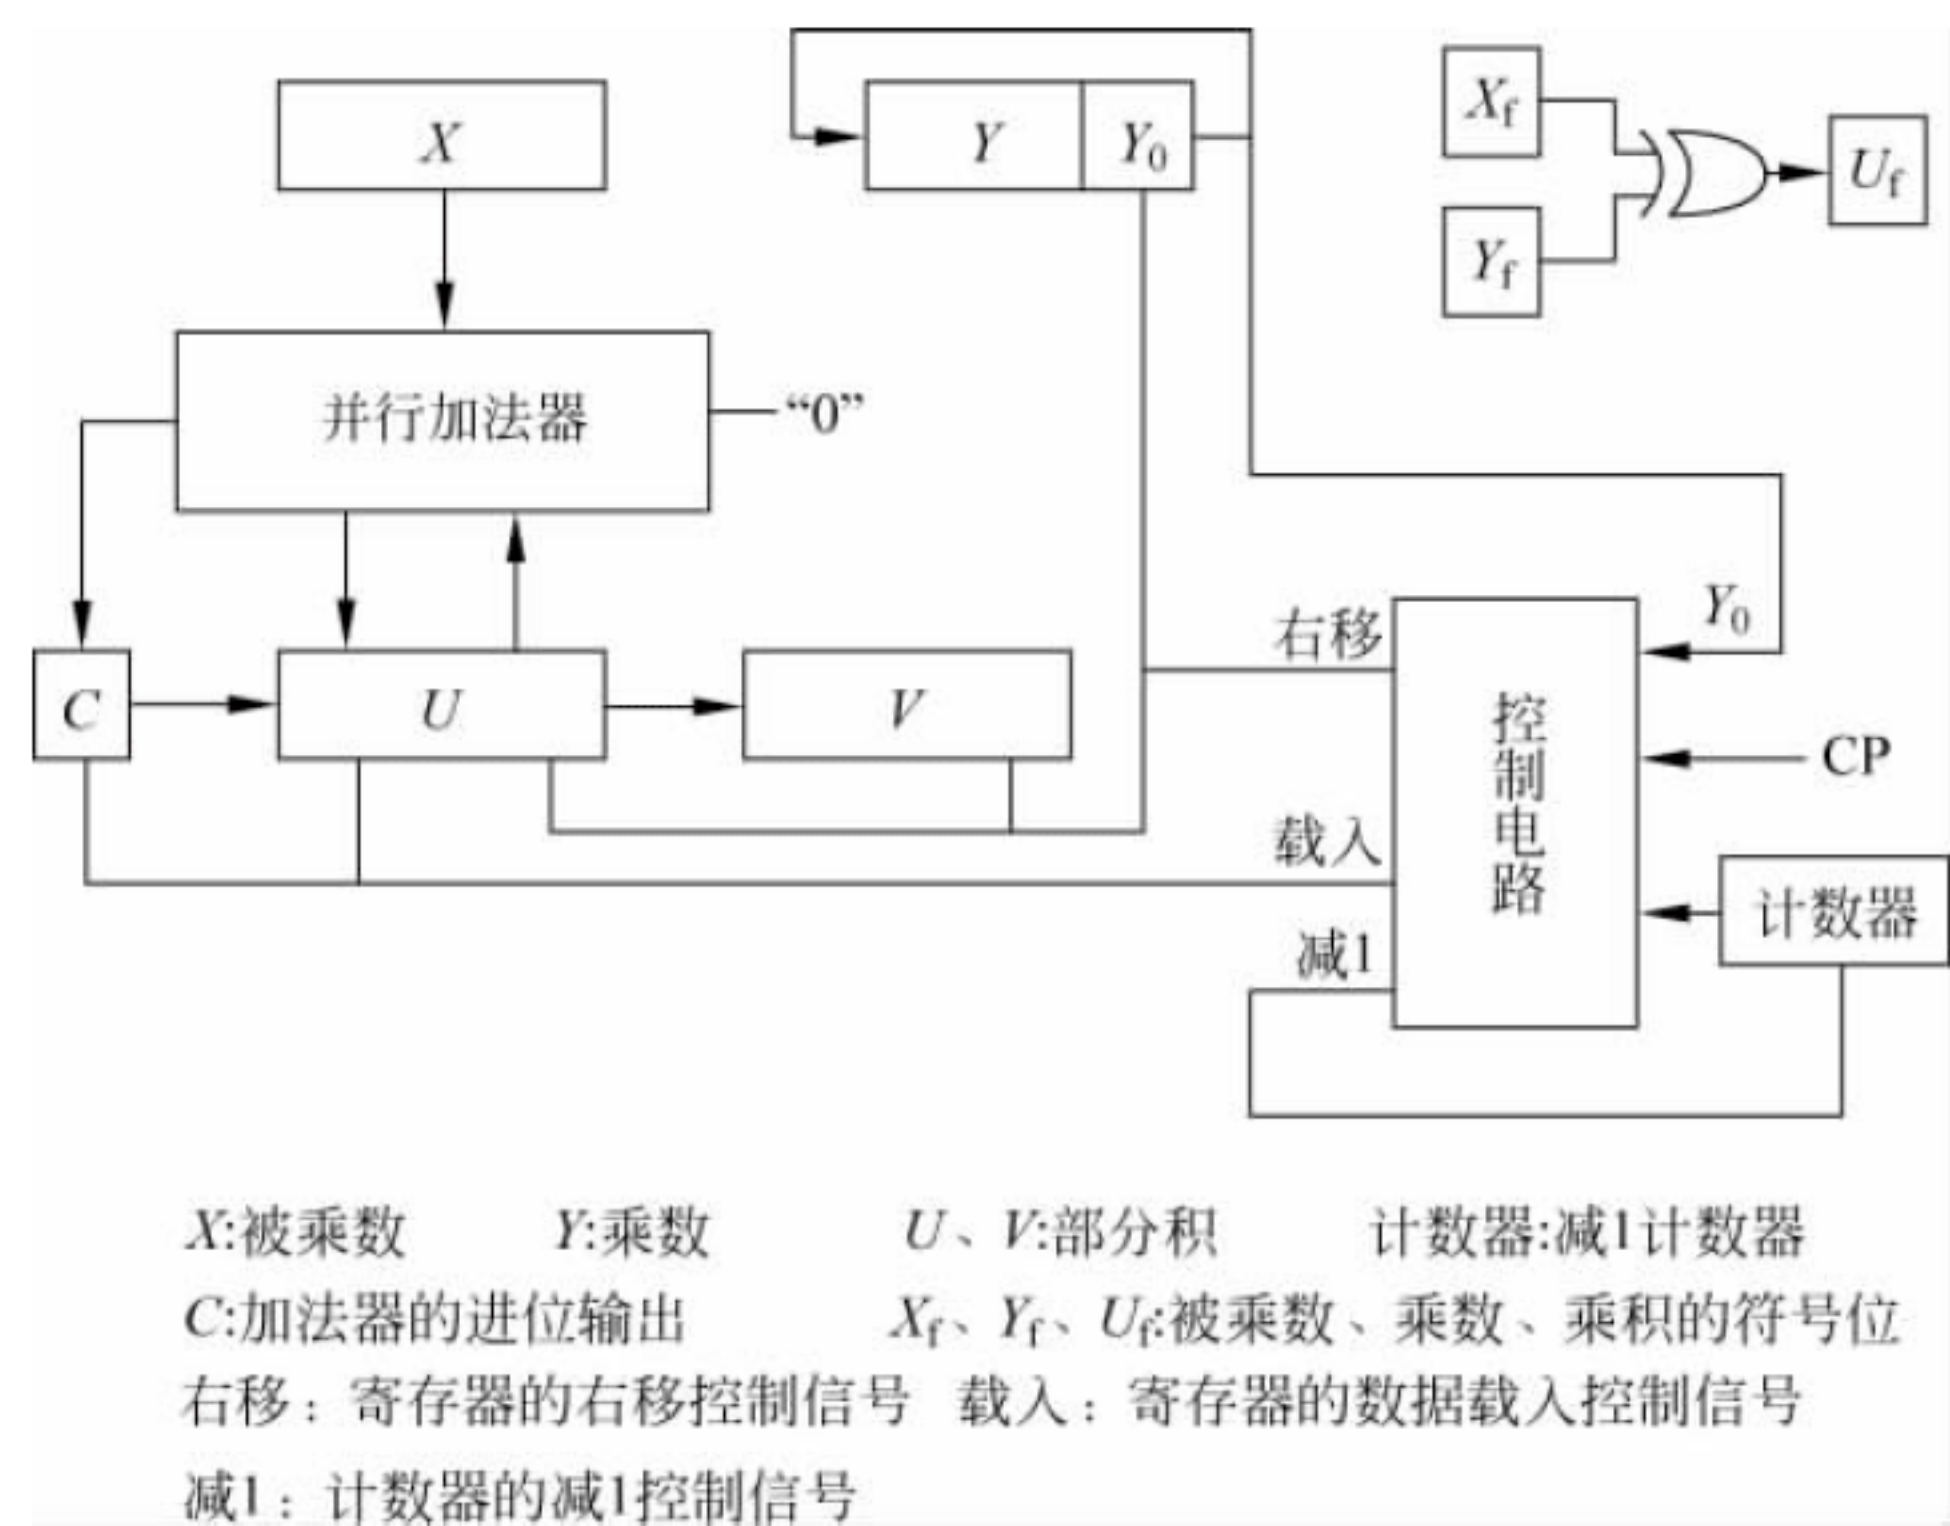 X
Y
Y0
Xf
Yf
Uf
并行加法器
“0”
C
U
V
右移
载入
减1
控制电路
Y0
CP
计数器
X:被乘数 Y:乘数 U、V:部分积 计数器:减1计数器
C:加法器的进位输出 Xf、Yf、Uf:被乘数、乘数、乘积的符号位
右移：寄存器的右移控制信号 载入：寄存器的数据载入控制信号
减1：计数器的减1控制信号